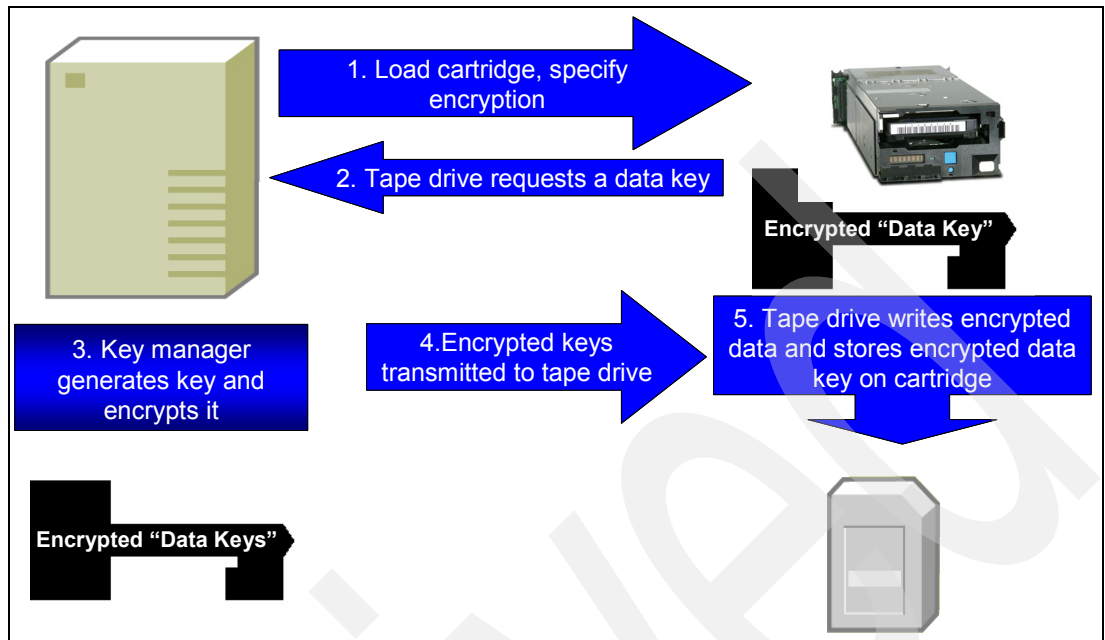 1. Load cartridge, specify
encryption
2. Tape drive requests a data key
Encrypted “Data Key”
3. Key manager
generates key and
encrypts it
4.Encrypted keys
transmitted to tape drive
5. Tape drive writes encrypted
data and stores encrypted data
key on cartridge
Encrypted “Data Keys”